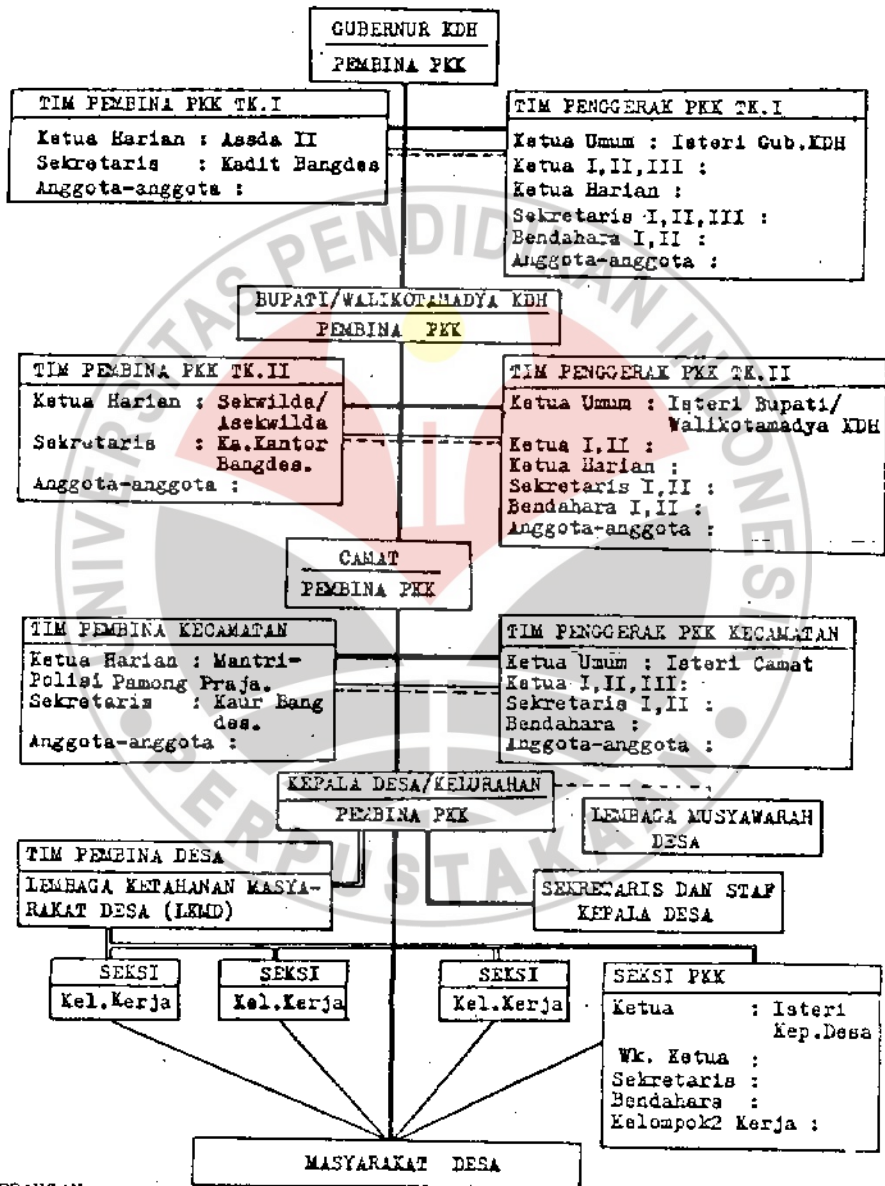 GUBERNUR KDH
PEMBINA PKK
TIM PEMBINA PKK TK.I
Ketua Harian : Assda II
Sekretaris : Kadit Bangdes
Anggota-anggota :
TIM PENGGERAK PKK TK.I
Ketua Umum : Isteri Gub.KDH
Ketua I,II,III :
Ketua Harian :
Sekretaris I,II,III :
Bendahara I,II :
Anggota-anggota :
BUPATI/WALIKOTAMADYA KDH
PEMBINA PKK
TIM PEMBINA PKK TK.II
Ketua Harian : Sekwilda/
Asekwilda
Sekretaris : Ka.Kantor
Bangdes.
Anggota-anggota :
TIM PENGGERAK PKK TK.II
Ketua Umum : Isteri Bupati/
Walikotamadya KDH
Ketua I,II :
Ketua Harian :
Sekretaris I,II :
Bendahara I,II :
Anggota-anggota :
CAMAT
PEMBINA PKK
TIM PEMBINA KECAMATAN
Ketua Harian : Mantri-
Polisi Pamong Praja.
Sekretaris : Kaur Bang
des.
Anggota-anggota :
TIM PENGGERAK PKK KECAMATAN
Ketua Umum : Isteri Camat
Ketua I,II,III:
Sekretaris I,II :
Bendahara :
Anggota-anggota :
KEPALA DESA/KELURAHAN
PEMBINA PKK
LEMBAGA MUSYAWARAH
DESA
TIM PEMBINA DESA
LEMBAGA KETAHANAN MASYA-
RAKAT DESA (LKMD)
SEKRETARIS DAN STAF
KEPALA DESA
SEKSI
Kel.Kerja
SEKSI
Kel.Kerja
SEKSI
Kel.Kerja
SEKSI PKK
Ketua : Isteri
Kep.Desa
Wk. Ketua :
Sekretaris :
Bendahara :
Kelompok2 Kerja :
MASYARAKAT DESA
UNIVERSITAS PENDIDIKAN INDONESIA
PERPUSTAKAAN